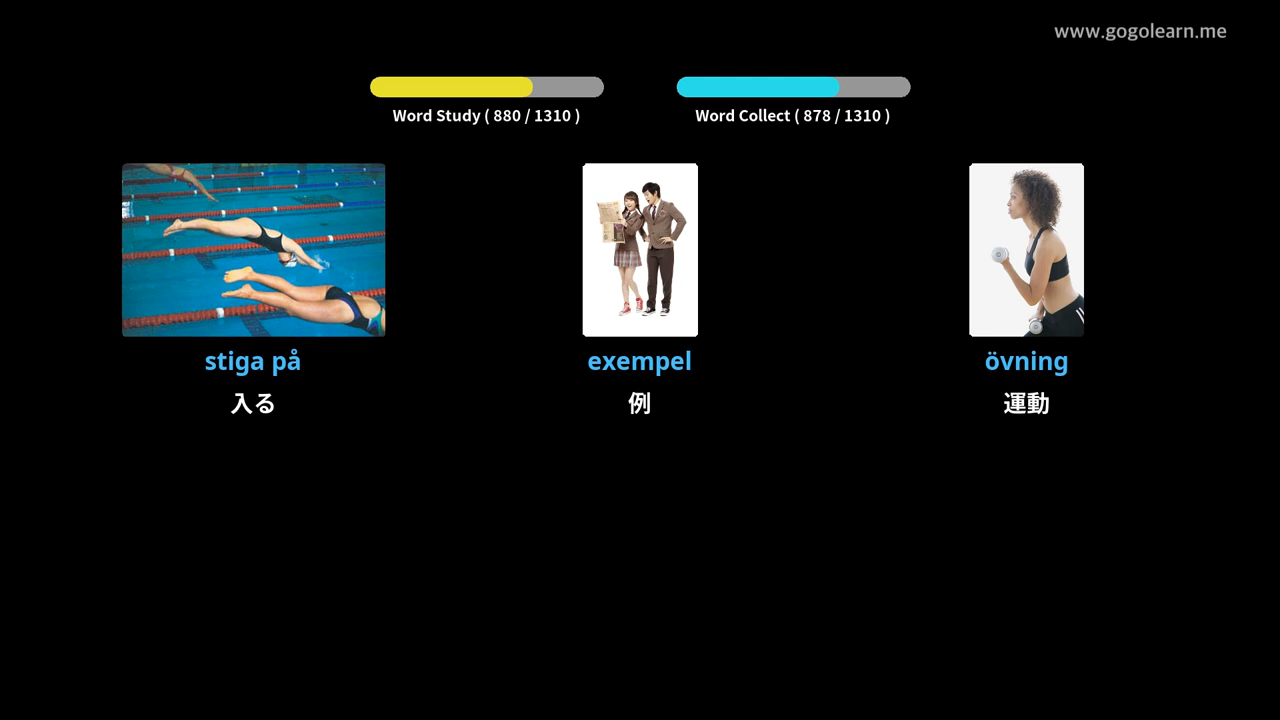 www.gogolearn.me
Word Study ( 880 / 1310 )
Word Collect ( 878 / 1310 )
stiga på
入る
exempel
例
övning
運動